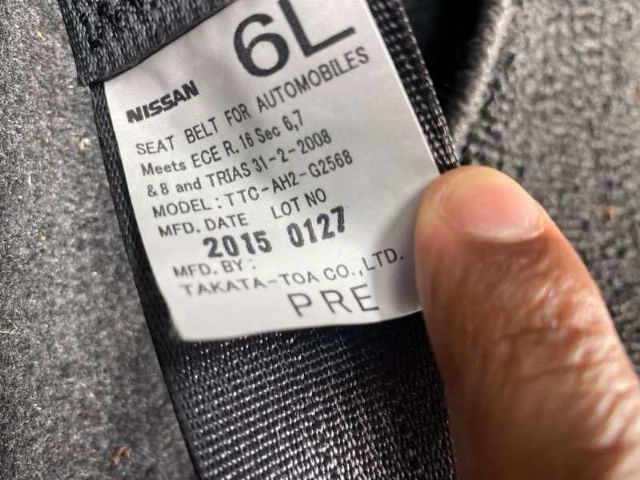 6L
NISSAN
SEAT BELT FOR AUTOMOBILES
Meets ECE R.16 Sec 6,7
& 8 and TRIAS 31-2-2008
MODEL:TTC-AH2-G2568
MFD. DATE LOT NO
2015 0127
MFD. BY:
TAKATA-TOA CO., LTD.
PRE